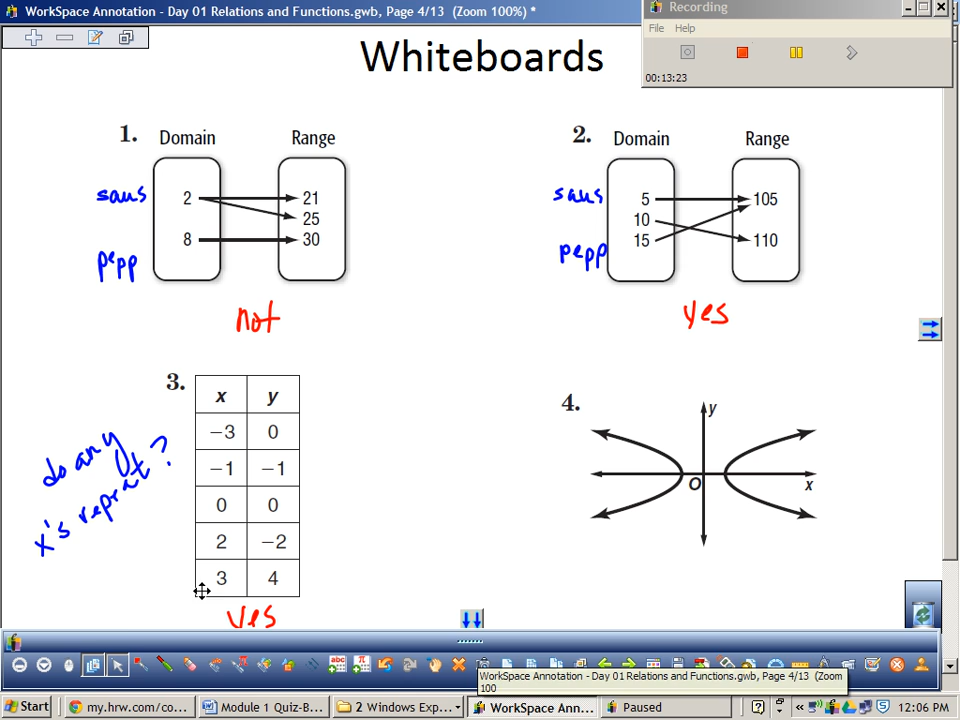 WorkSpace Annotation - Day 01 Relations and Functions.gwb, Page 4/13 (Zoom 100%) *
Recording
File Help
00:13:23
Whiteboards
1.
Domain Range
saus
pepp
2
8
21
25
30
not
2.
Domain Range
saus
pepp
5
10
15
105
110
yes
3.
do any
x's repeat?
x y
−3 0
−1 −1
0 0
2 −2
3 4
yes
4.
y
O
x
abc
π
WorkSpace Annotation - Day 01 Relations and Functions.gwb, Page 4/13 (Zoom
100
Start
my.hrw.com/co...
Module 1 Quiz-B...
2 Windows Exp...
WorkSpace Ann...
Paused
12:06 PM